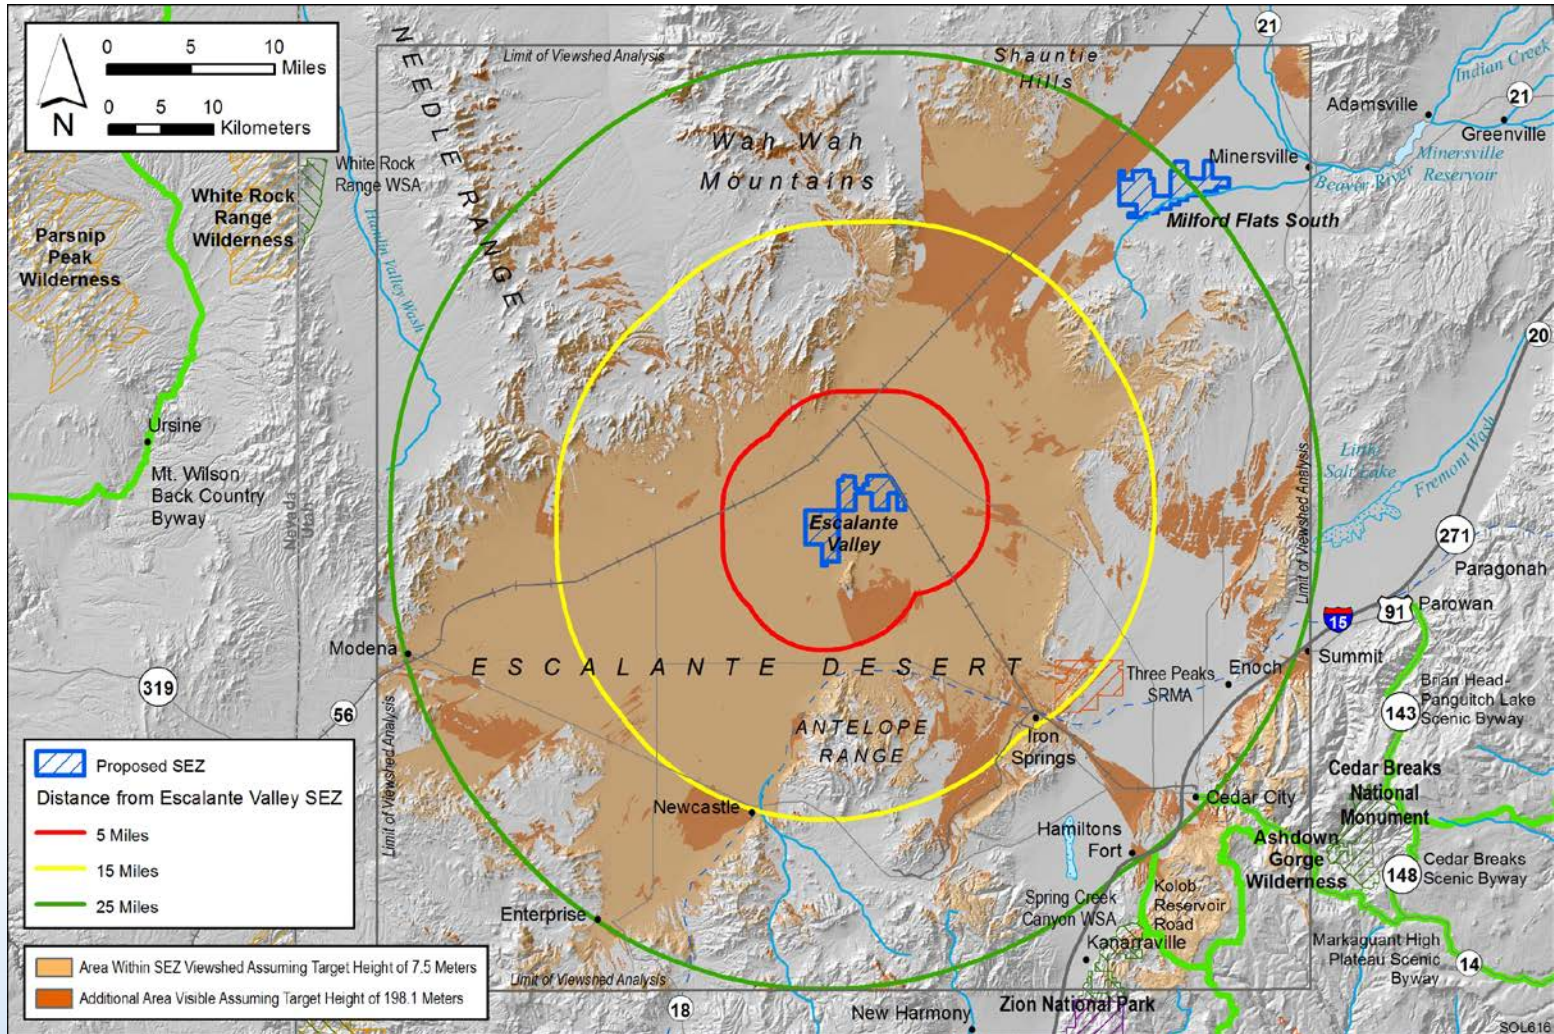 0 5 10
Miles
0 5 10
Kilometers
N
NEEDLE RANGE
Limit of Viewshed Analysis
Shauntie
Hills
21
Indian Creek
21
Adamsville
Greenville
Minersville
Minersville
Reservoir
Beaver River
Wah Wah
Mountains
White Rock
Range WSA
White Rock
Range
Wilderness
Parsnip
Peak
Wilderness
Hamlin Valley Wash
Milford Flats South
20
Ursine
Mt. Wilson
Back Country
Byway
Nevada
Utah
Little
Salt Lake
Fremont Wash
Limit of Viewshed Analysis
Escalante
Valley
271
Paragonah
91
Parowan
15
Summit
Modena
ESCALANTE DESERT
Three Peaks
SRMA
Enoch
319
56
Brian Head-
Panguitch Lake
Scenic Byway
143
Limit of Viewshed Analysis
ANTELOPE
RANGE
Iron
Springs
Proposed SEZ
Distance from Escalante Valley SEZ
5 Miles
15 Miles
25 Miles
Newcastle
Cedar City
Cedar Breaks
National
Monument
Hamiltons
Fort
Ashdown
Gorge
Wilderness
148
Cedar Breaks
Scenic Byway
Enterprise
Spring Creek
Canyon WSA
Kolob
Reservoir
Road
Kanarraville
Markaguant High
Plateau Scenic
Byway
14
Area Within SEZ Viewshed Assuming Target Height of 7.5 Meters
Additional Area Visible Assuming Target Height of 198.1 Meters
Limit of Viewshed Analysis
18
New Harmony
Zion National Park
SOL616